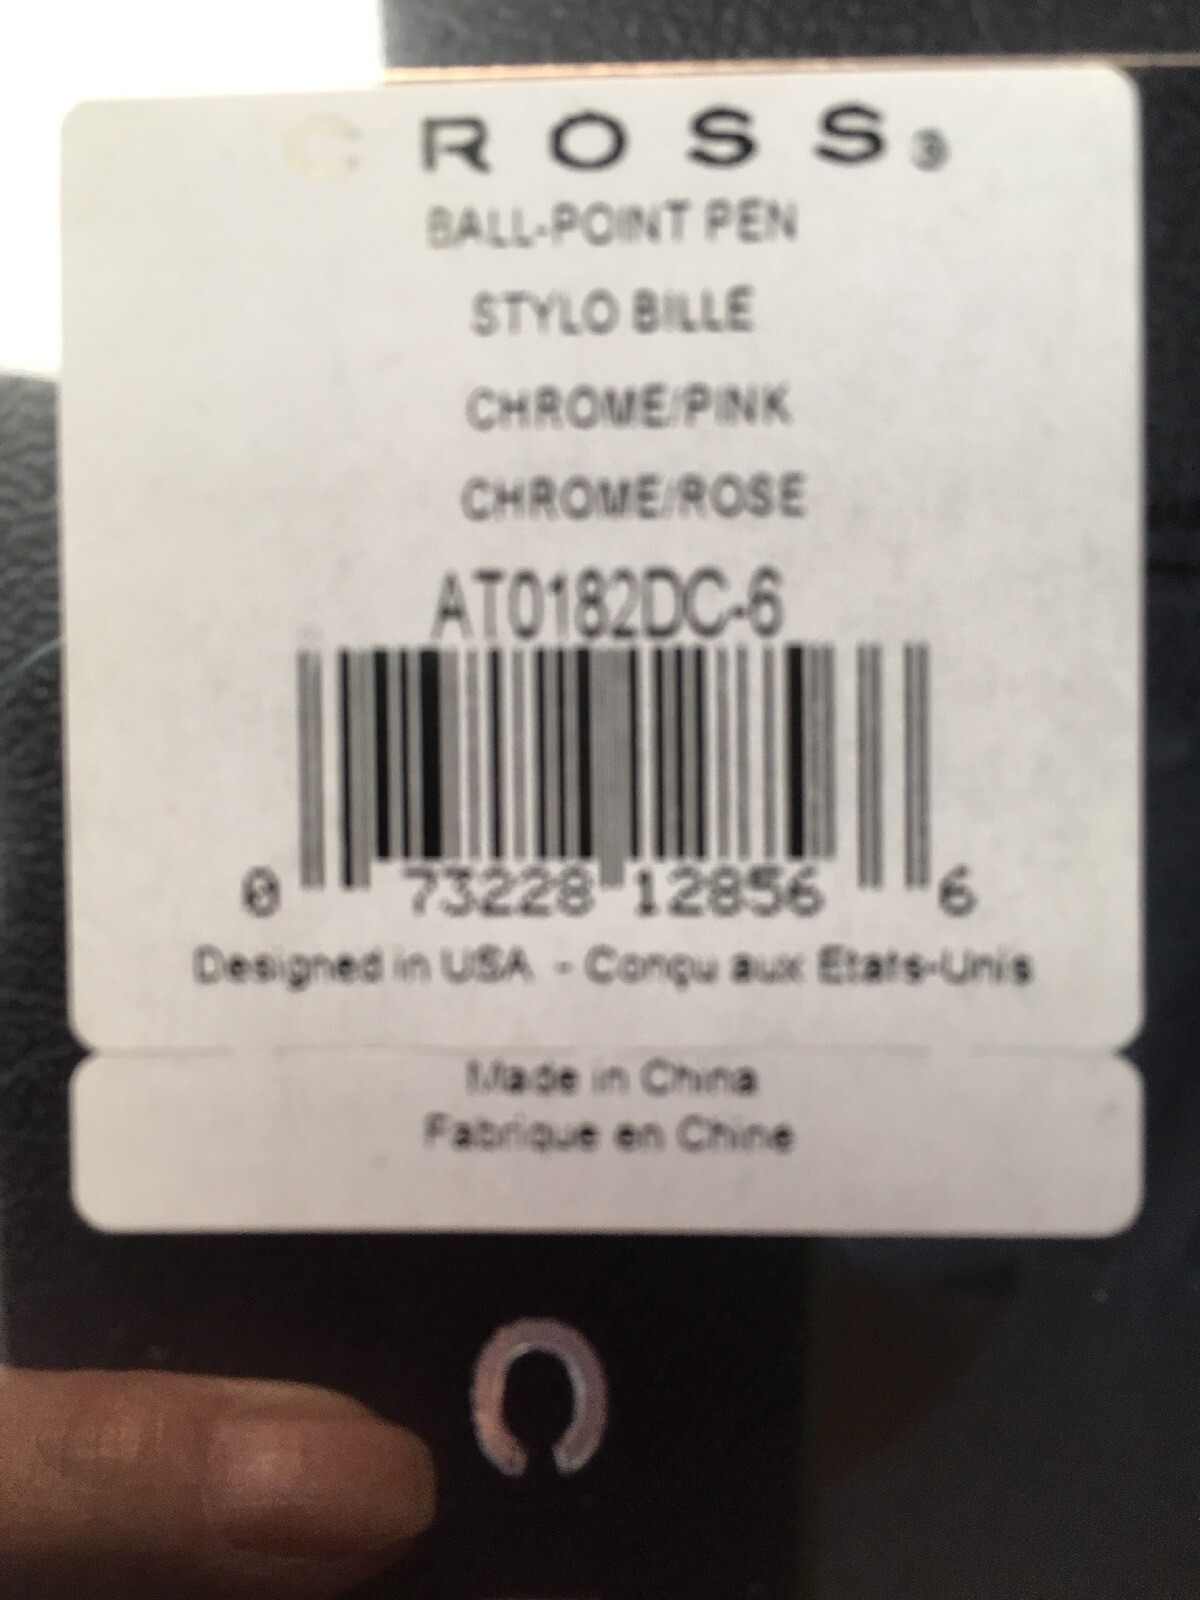 CROSS®
BALL-POINT PEN
STYLO BILLE
CHROME/PINK
CHROME/ROSE
AT0182DC-6
0 73228 12856 6
Designed in USA - Conçu aux Etats-Unis
Made in China
Fabrique en Chine